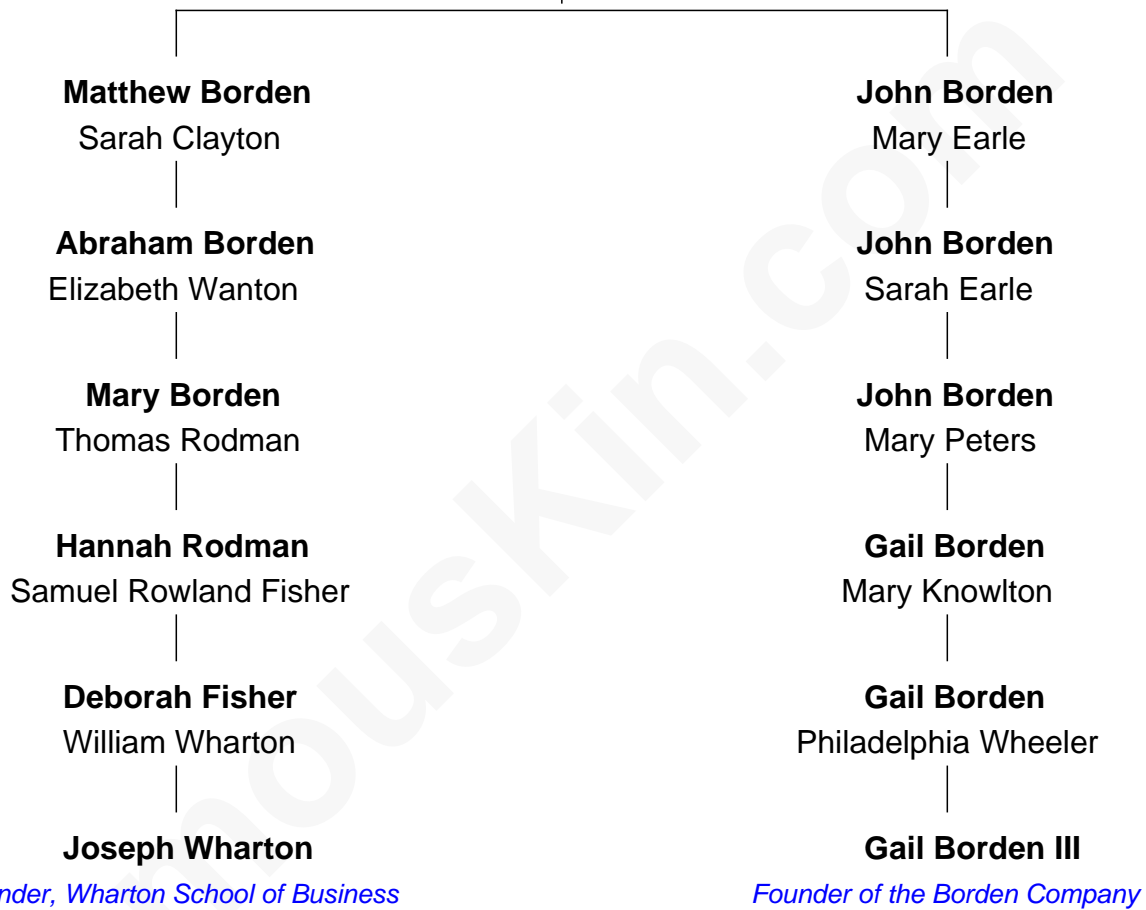 Matthew Borden
Sarah Clayton
Abraham Borden
Elizabeth Wanton
Mary Borden
Thomas Rodman
Hannah Rodman
Samuel Rowland Fisher
Deborah Fisher
William Wharton
Joseph Wharton
nder, Wharton School of Business
John Borden
Mary Earle
John Borden
Sarah Earle
John Borden
Mary Peters
Gail Borden
Mary Knowlton
Gail Borden
Philadelphia Wheeler
Gail Borden III
Founder of the Borden Company
mousKin.com